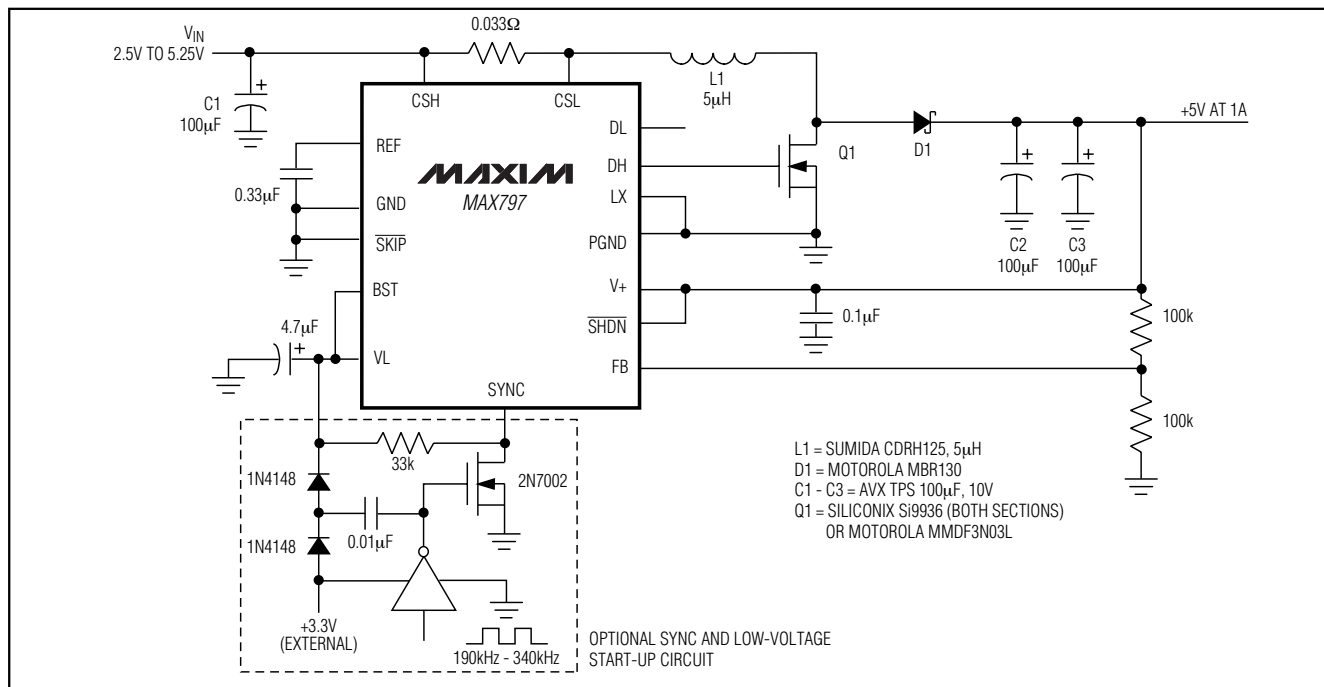 VIN
2.5V TO 5.25V
0.033Ω
C1
100μF
CSH
CSL
L1
5μH
+5V AT 1A
REF
DL
Q1
D1
0.33μF
MAXIM
MAX797
DH
GND
LX
SKIP
PGND
C2
100μF
C3
100μF
BST
V+
4.7μF
SHDN
0.1μF
100k
VL
FB
SYNC
100k
33k
1N4148
2N7002
0.01μF
1N4148
+3.3V
(EXTERNAL)
190kHz - 340kHz
OPTIONAL SYNC AND LOW-VOLTAGE
START-UP CIRCUIT
L1 = SUMIDA CDRH125, 5μH
D1 = MOTOROLA MBR130
C1 - C3 = AVX TPS 100μF, 10V
Q1 = SILICONIX Si9936 (BOTH SECTIONS)
OR MOTOROLA MMDF3N03L